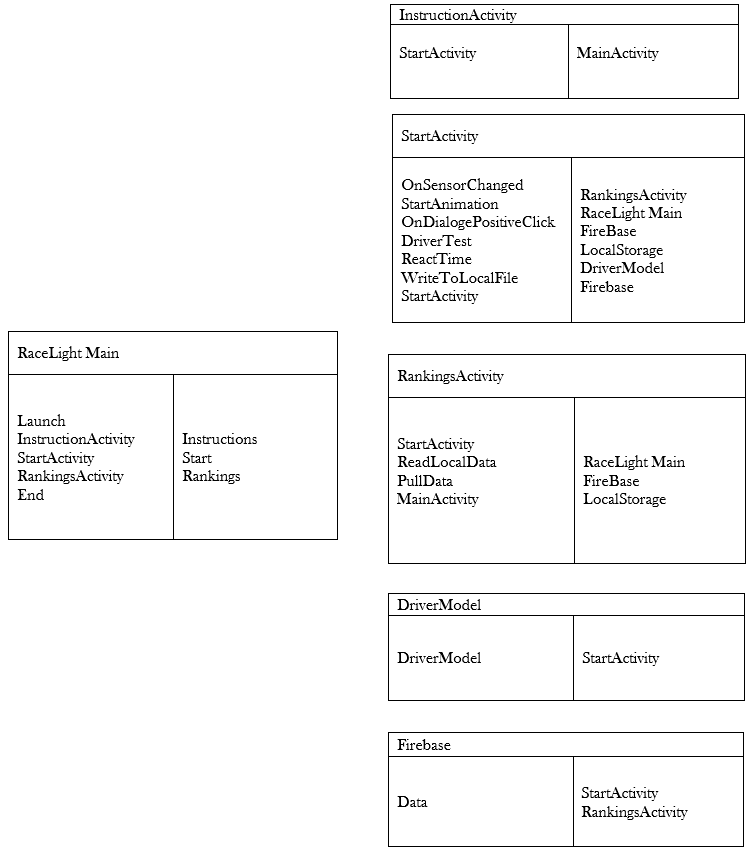 InstructionActivity
StartActivity
MainActivity
StartActivity
OnSensorChanged
StartAnimation
OnDialogePositiveClick
DriverTest
ReactTime
WriteToLocalFile
StartActivity
RankingsActivity
RaceLight Main
FireBase
LocalStorage
DriverModel
Firebase
RaceLight Main
Launch
InstructionActivity
StartActivity
RankingsActivity
End
Instructions
Start
Rankings
RankingsActivity
StartActivity
ReadLocalData
PullData
MainActivity
RaceLight Main
FireBase
LocalStorage
DriverModel
DriverModel
StartActivity
Firebase
Data
StartActivity
RankingsActivity